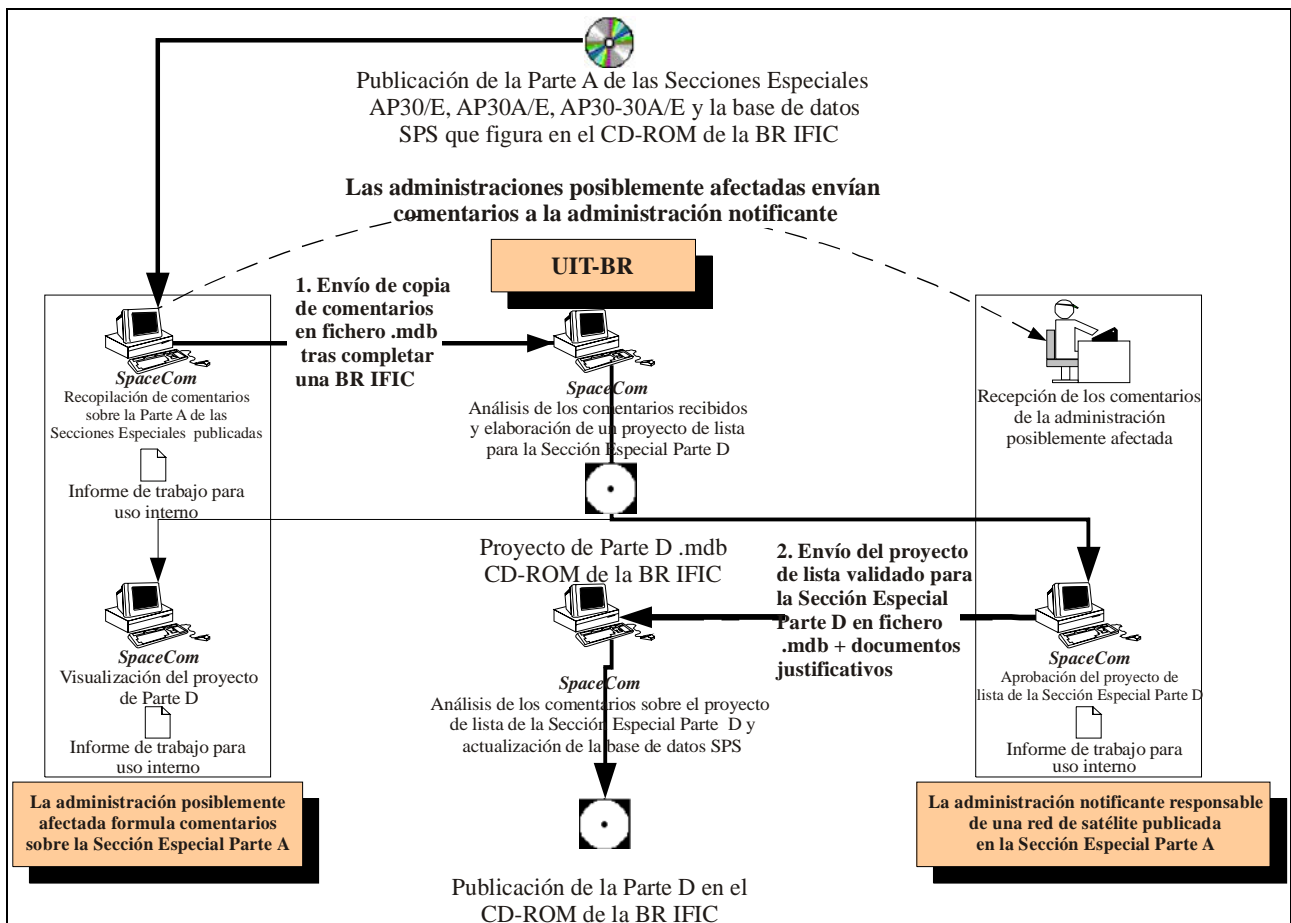 Publicación de la Parte A de las Secciones Especiales
AP30/E, AP30A/E, AP30-30A/E y la base de datos
SPS que figura en el CD-ROM de la BR IFIC
Las administraciones posiblemente afectadas envían
comentarios a la administración notificante
UIT-BR
1. Envío de copia
de comentarios
en fichero .mdb
tras completar
una BR IFIC
SpaceCom
Recopilación de comentarios
sobre la Parte A de las
Secciones Especiales publicadas
Informe de trabajo para
uso interno
SpaceCom
Análisis de los comentarios recibidos
y elaboración de un proyecto de lista
para la Sección Especial Parte D
Recepción de los comentarios
de la administración
posiblemente afectada
Proyecto de Parte D .mdb
CD-ROM de la BR IFIC
2. Envío del proyecto
de lista validado para
la Sección Especial
Parte D en fichero
.mdb + documentos
justificativos
SpaceCom
Visualización del proyecto
de Parte D
Informe de trabajo para
uso interno
SpaceCom
Análisis de los comentarios sobre el proyecto
de lista de la Sección Especial Parte D y
actualización de la base de datos SPS
SpaceCom
Aprobación del proyecto de
lista de la Sección Especial Parte D
Informe de trabajo para
uso interno
La administración posiblemente
afectada formula comentarios
sobre la Sección Especial Parte A
La administración notificante responsable
de una red de satélite publicada
en la Sección Especial Parte A
Publicación de la Parte D en el
CD-ROM de la BR IFIC